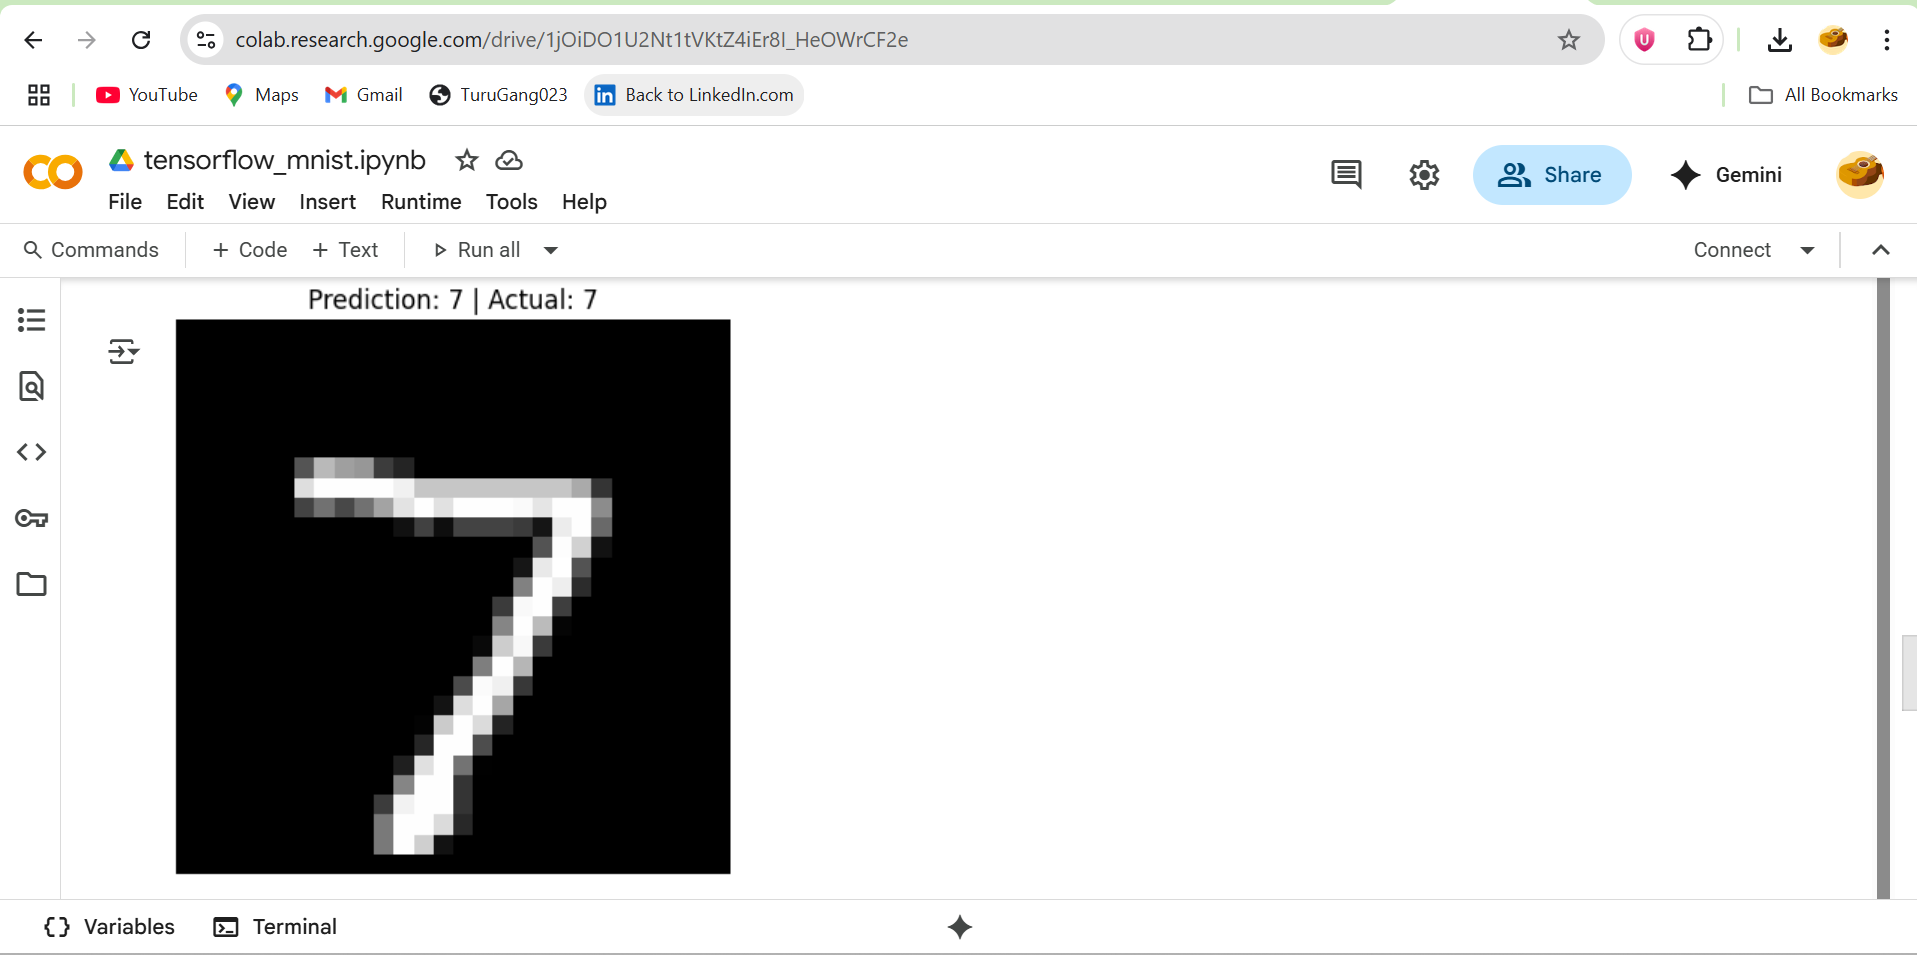 colab.research.google.com/drive/1jOiDO1U2Nt1tVKtZ4iEr8I_HeOWrCF2e
YouTube Maps Gmail TuruGang023 Back to LinkedIn.com All Bookmarks
tensorflow_mnist.ipynb
File Edit View Insert Runtime Tools Help
Share Gemini
Commands + Code + Text Run all Connect
Prediction: 7 | Actual: 7
7
Variables Terminal